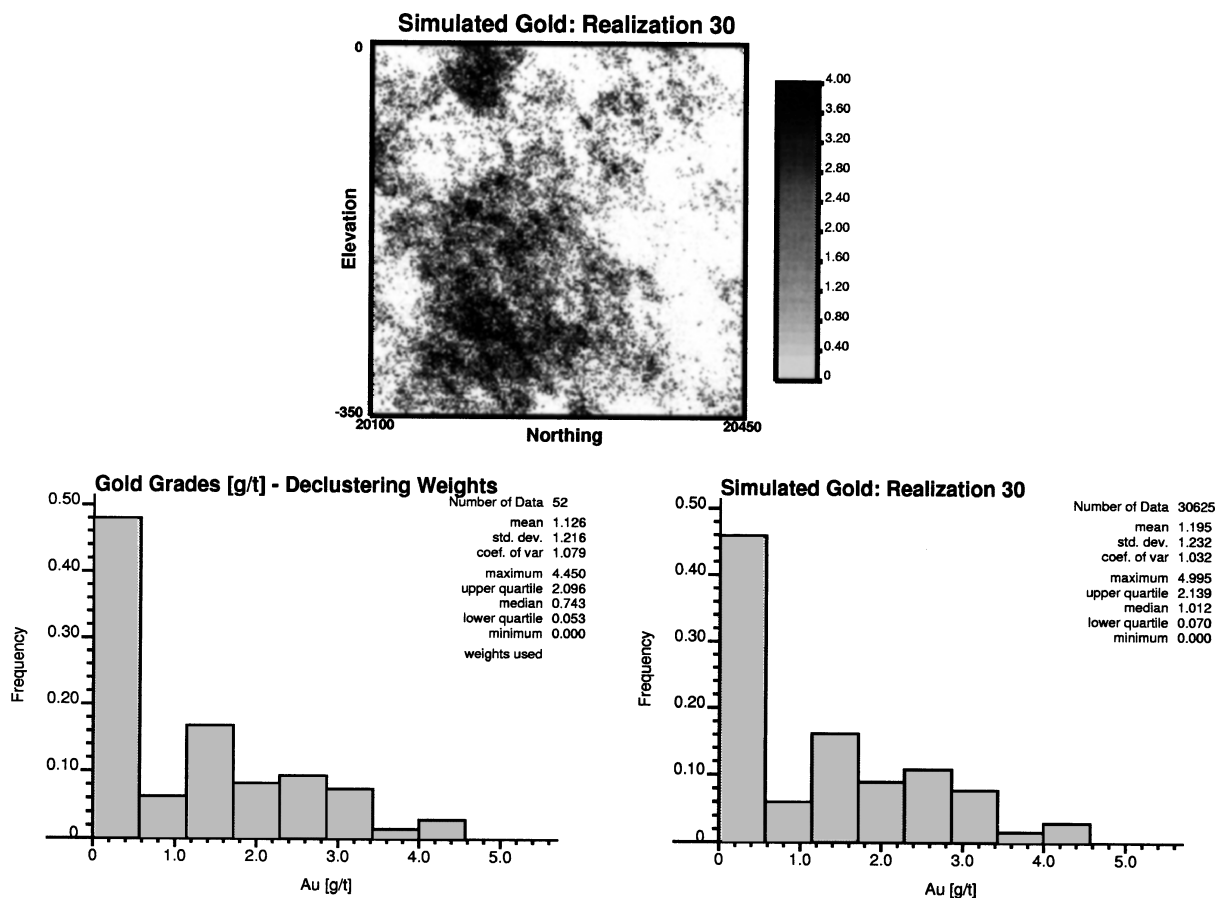 Simulated Gold: Realization 30
0
Elevation
-350
20100
20450
Northing
4.00
3.60
3.20
2.80
2.40
2.00
1.60
1.20
0.80
0.40
0
Gold Grades [g/t] - Declustering Weights
Number of Data 52
mean 1.126
std. dev. 1.216
coef. of var 1.079
maximum 4.450
upper quartile 2.096
median 0.743
lower quartile 0.053
minimum 0.000
weights used
Frequency
0.50
0.40
0.30
0.20
0.10
0
0 1.0 2.0 3.0 4.0 5.0
Au [g/t]
Simulated Gold: Realization 30
Number of Data 30625
mean 1.195
std. dev. 1.232
coef. of var 1.032
maximum 4.995
upper quartile 2.139
median 1.012
lower quartile 0.070
minimum 0.000
Frequency
0.50
0.40
0.30
0.20
0.10
0
0 1.0 2.0 3.0 4.0 5.0
Au [g/t]